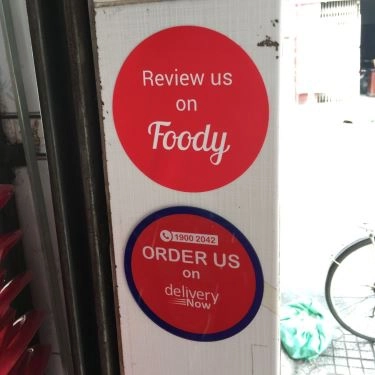 Review us
on
Foody
1900 2042
ORDER US
on
delivery
Now